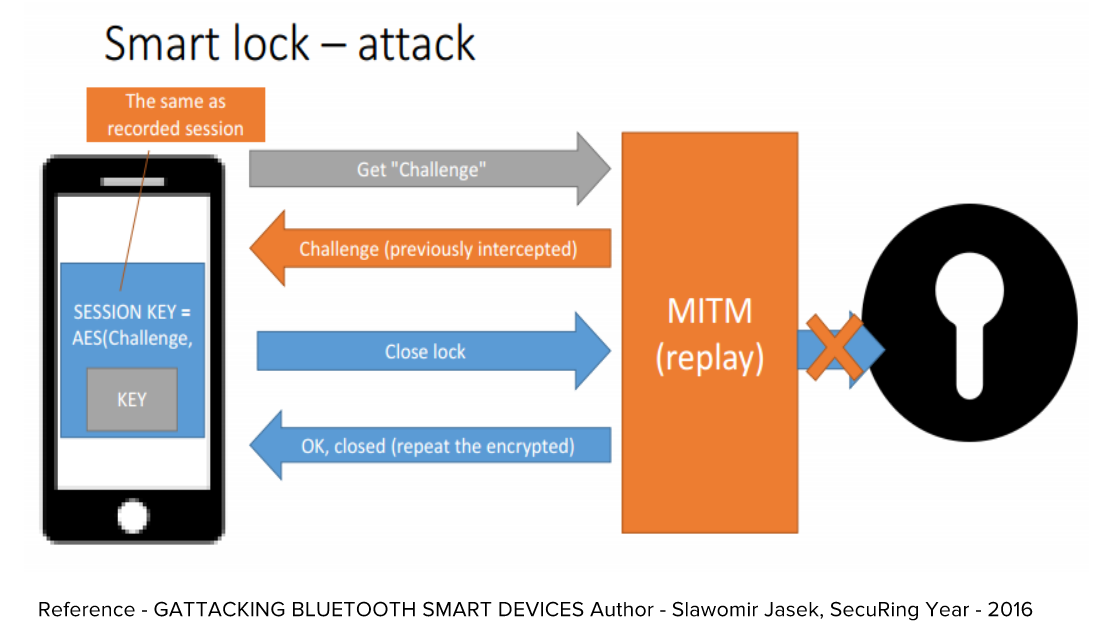 Smart lock – attack
The same as
recorded session
Get "Challenge"
Challenge (previously intercepted)
SESSION KEY =
AES(Challenge,
KEY
Close lock
OK, closed (repeat the encrypted)
MITM
(replay)
Reference - GATTACKING BLUETOOTH SMART DEVICES Author - Slawomir Jasek, SecuRing Year - 2016